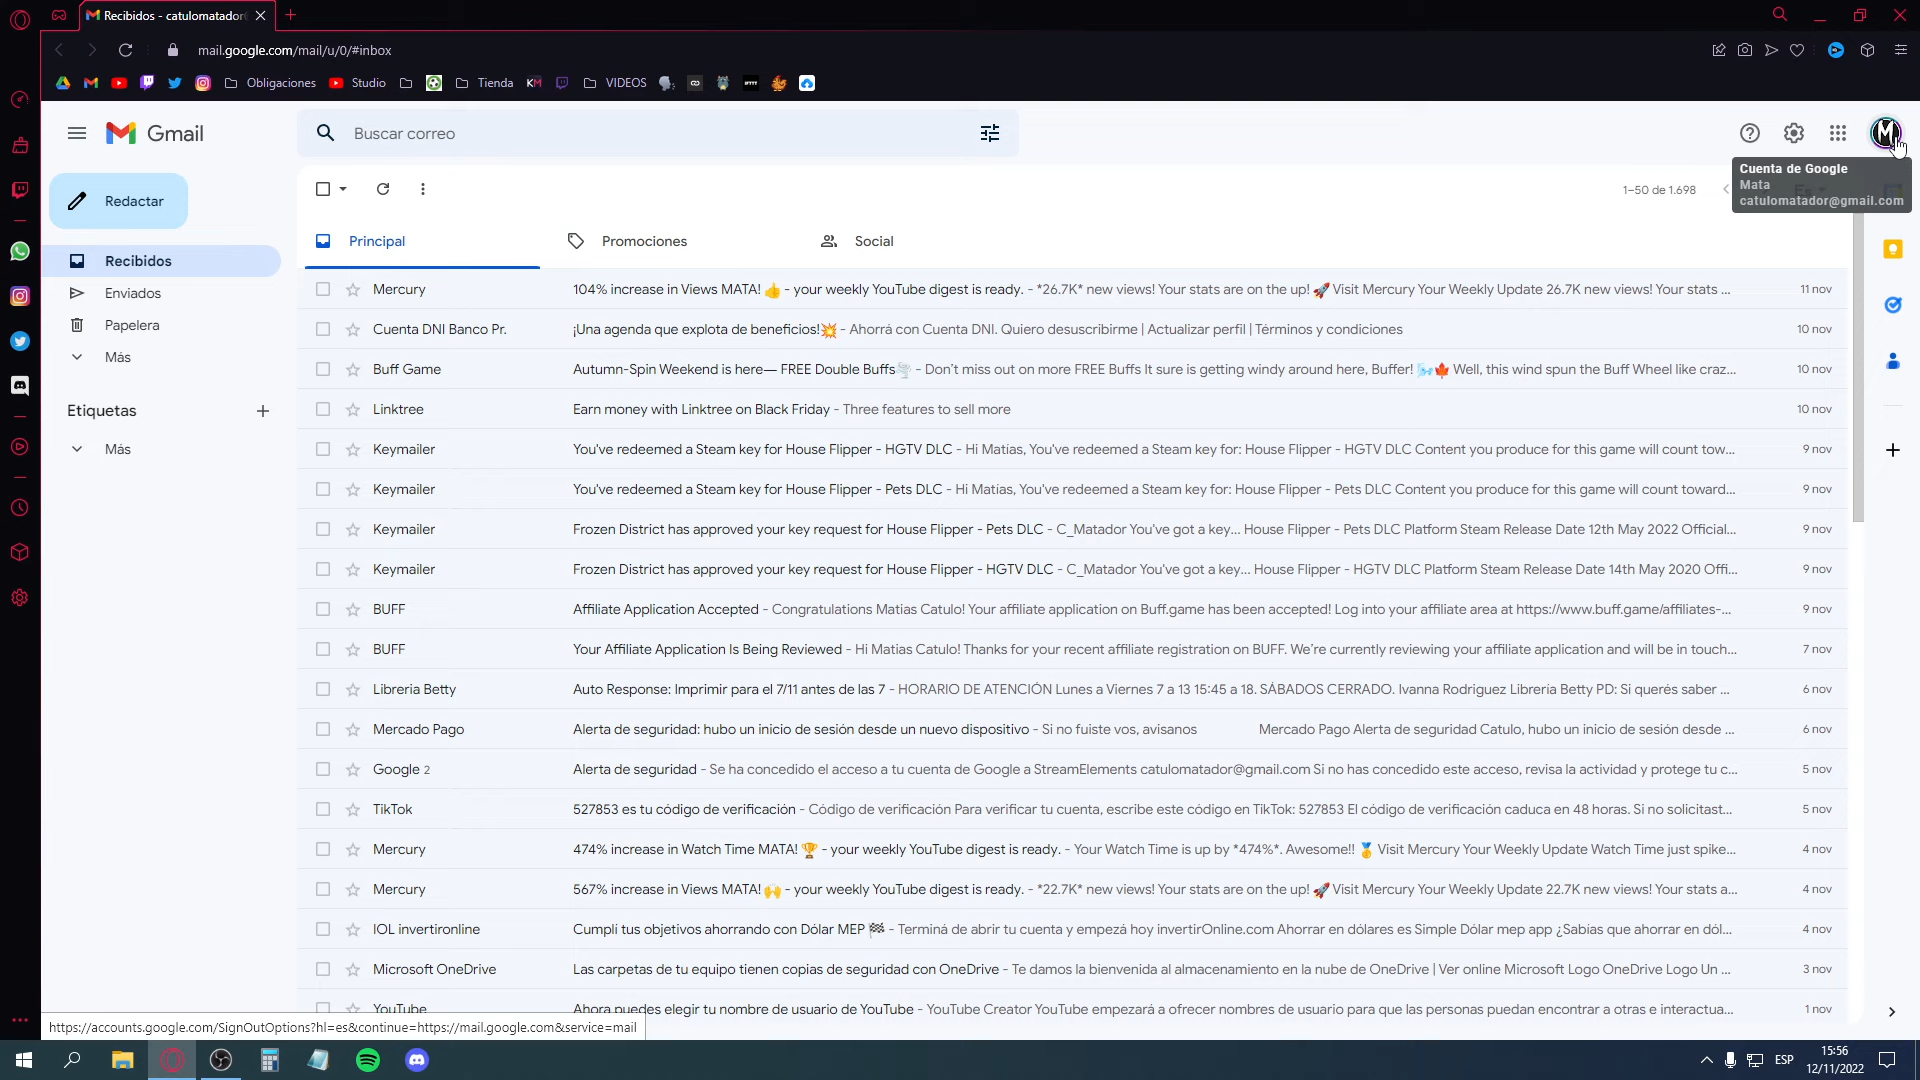 Recibidos - catulomatador
mail.google.com/mail/u/0/#inbox
Obligaciones
Studio
Tienda
KM
VIDEOS
IFTTT
Gmail
Buscar correo
M
Cuenta de Google
Mata
catulomatador@gmail.com
Redactar
1–50 de 1.698
Principal
Promociones
Social
Recibidos
Enviados
Papelera
Más
Etiquetas
Más
Mercury 104% increase in Views MATA! 👍 - your weekly YouTube digest is ready. - *26.7K* new views! Your stats are on the up! 🚀 Visit Mercury Your Weekly Update 26.7K new views! Your stats ... 11 nov
Cuenta DNI Banco Pr. ¡Una agenda que explota de beneficios!💥 - Ahorrá con Cuenta DNI. Quiero desuscribirme | Actualizar perfil | Términos y condiciones 10 nov
Buff Game Autumn-Spin Weekend is here— FREE Double Buffs🌪️ - Don't miss out on more FREE Buffs It sure is getting windy around here, Buffer! 🌬️🍁 Well, this wind spun the Buff Wheel like craz... 10 nov
Linktree Earn money with Linktree on Black Friday - Three features to sell more 10 nov
Keymailer You've redeemed a Steam key for House Flipper - HGTV DLC - Hi Matías, You've redeemed a Steam key for: House Flipper - HGTV DLC Content you produce for this game will count tow... 9 nov
Keymailer You've redeemed a Steam key for House Flipper - Pets DLC - Hi Matías, You've redeemed a Steam key for: House Flipper - Pets DLC Content you produce for this game will count toward... 9 nov
Keymailer Frozen District has approved your key request for House Flipper - Pets DLC - C_Matador You've got a key... House Flipper - Pets DLC Platform Steam Release Date 12th May 2022 Official... 9 nov
Keymailer Frozen District has approved your key request for House Flipper - HGTV DLC - C_Matador You've got a key... House Flipper - HGTV DLC Platform Steam Release Date 14th May 2020 Offi... 9 nov
BUFF Affiliate Application Accepted - Congratulations Matias Catulo! Your affiliate application on Buff.game has been accepted! Log into your affiliate area at https://www.buff.game/affiliates-... 9 nov
BUFF Your Affiliate Application Is Being Reviewed - Hi Matias Catulo! Thanks for your recent affiliate registration on BUFF. We're currently reviewing your affiliate application and will be in touch... 7 nov
Libreria Betty Auto Response: Imprimir para el 7/11 antes de las 7 - HORARIO DE ATENCIÓN Lunes a Viernes 7 a 13 15:45 a 18. SÁBADOS CERRADO. Ivanna Rodriguez Librería Betty PD: Si querés saber ... 6 nov
Mercado Pago Alerta de seguridad: hubo un inicio de sesión desde un nuevo dispositivo - Si no fuiste vos, avisanos Mercado Pago Alerta de seguridad Catulo, hubo un inicio de sesión desde ... 6 nov
Google 2 Alerta de seguridad - Se ha concedido el acceso a tu cuenta de Google a StreamElements catulomatador@gmail.com Si no has concedido este acceso, revisa la actividad y protege tu c... 5 nov
TikTok 527853 es tu código de verificación - Código de verificación Para verificar tu cuenta, escribe este código en TikTok: 527853 El código de verificación caduca en 48 horas. Si no solicitast... 5 nov
Mercury 474% increase in Watch Time MATA! 🏆 - your weekly YouTube digest is ready. - Your Watch Time is up by *474%*. Awesome!! 🥇 Visit Mercury Your Weekly Update Watch Time just spike... 4 nov
Mercury 567% increase in Views MATA! 🙌 - your weekly YouTube digest is ready. - *22.7K* new views! Your stats are on the up! 🚀 Visit Mercury Your Weekly Update 22.7K new views! Your stats a... 4 nov
IOL invertironline Cumplí tus objetivos ahorrando con Dólar MEP 🏁 - Terminá de abrir tu cuenta y empezá hoy invertirOnline.com Ahorrar en dólares es Simple Dólar mep app ¿Sabías que ahorrar en dól... 4 nov
Microsoft OneDrive Las carpetas de tu equipo tienen copias de seguridad con OneDrive - Te damos la bienvenida al almacenamiento en la nube de OneDrive | Ver online Microsoft Logo OneDrive Logo Un ... 3 nov
YouTube Ahora puedes elegir tu nombre de usuario de YouTube - YouTube Creator YouTube empezará a ofrecer nombres de usuario para que las personas puedan encontrar a otras e interactua... 1 nov
https://accounts.google.com/SignOutOptions?hl=es&continue=https://mail.google.com&service=mail
ESP
15:56
12/11/2022